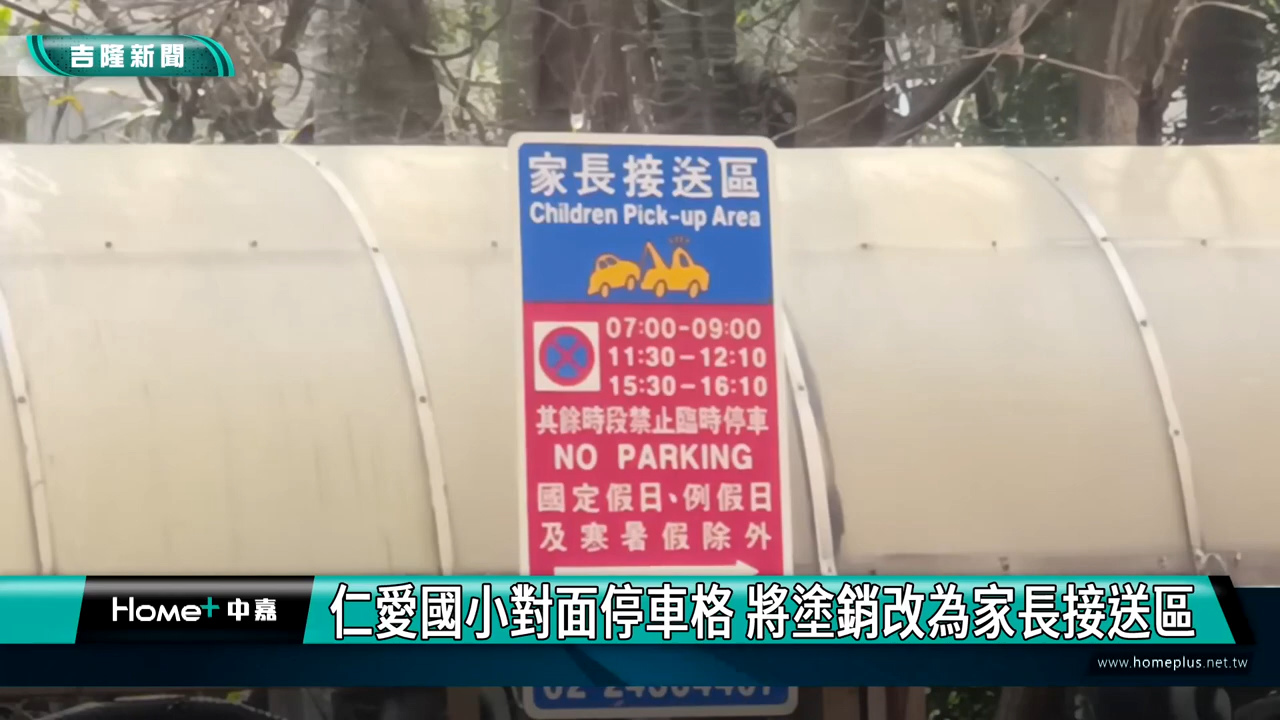 吉隆新聞
家長接送區
Children Pick-up Area
07:00-09:00
11:30-12:10
15:30-16:10
其餘時段禁止臨時停車
NO PARKING
國定假日、例假日
及寒暑假除外
Home+中嘉
仁愛國小對面停車格 將塗銷改為家長接送區
www.homeplus.net.tw